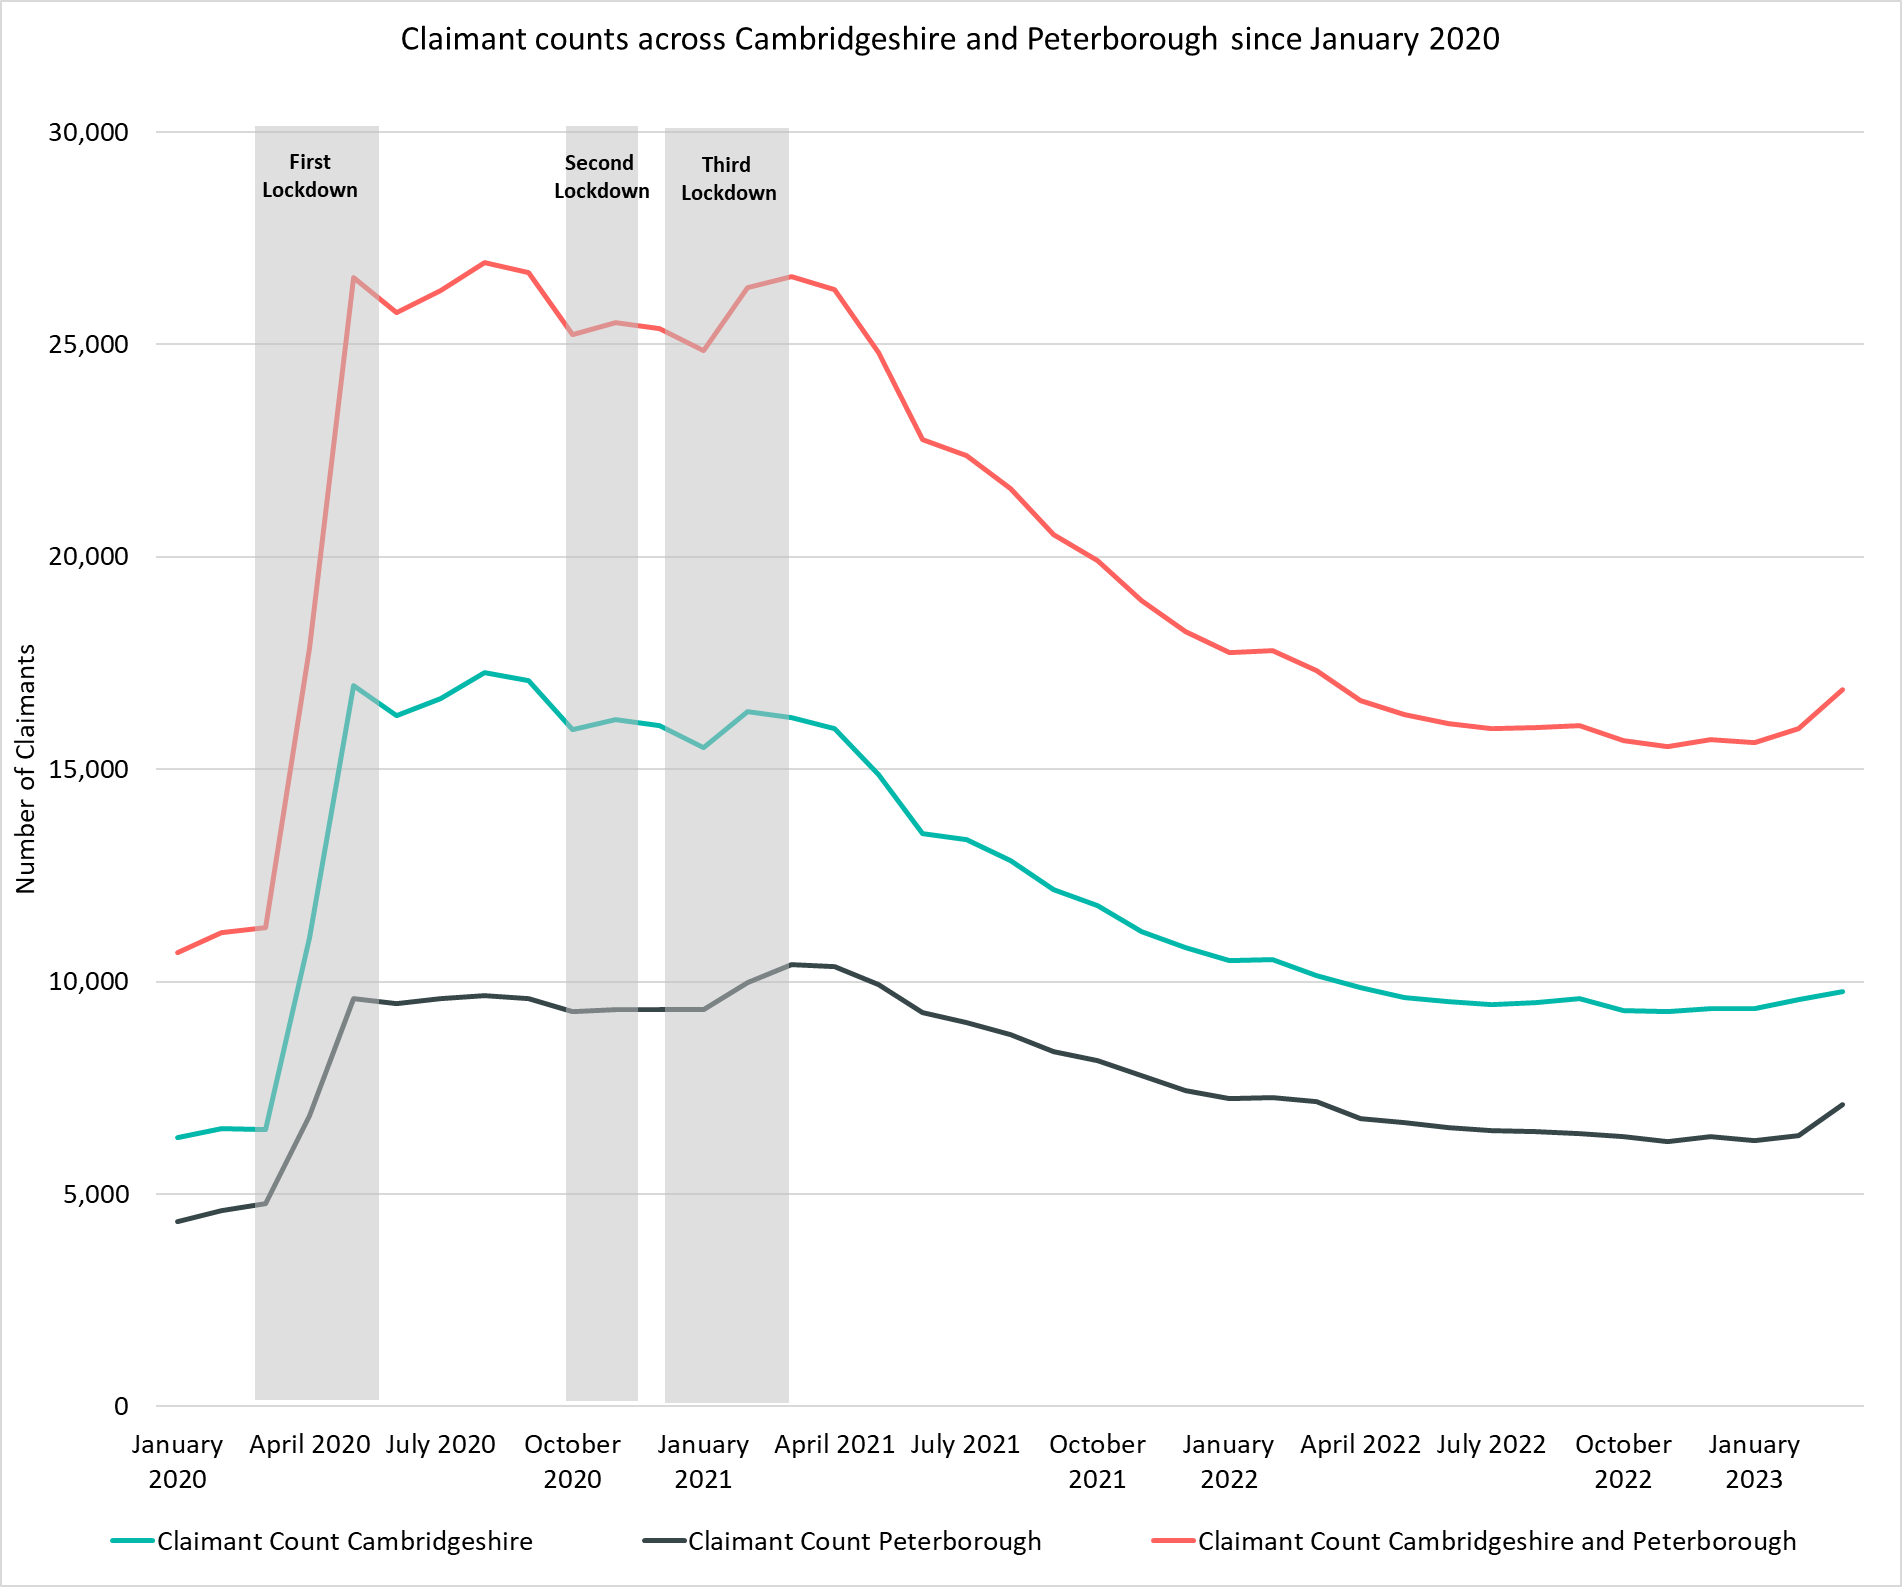 Claimant counts across Cambridgeshire and Peterborough since January 2020
30,000
25,000
20,000
15,000
10,000
5,000
0
Number of Claimants
First
Lockdown
Second
Lockdown
Third
Lockdown
January
2020
April 2020
July 2020
October
2020
January
2021
April 2021
July 2021
October
2021
January
2022
April 2022
July 2022
October
2022
January
2023
Claimant Count Cambridgeshire
Claimant Count Peterborough
Claimant Count Cambridgeshire and Peterborough